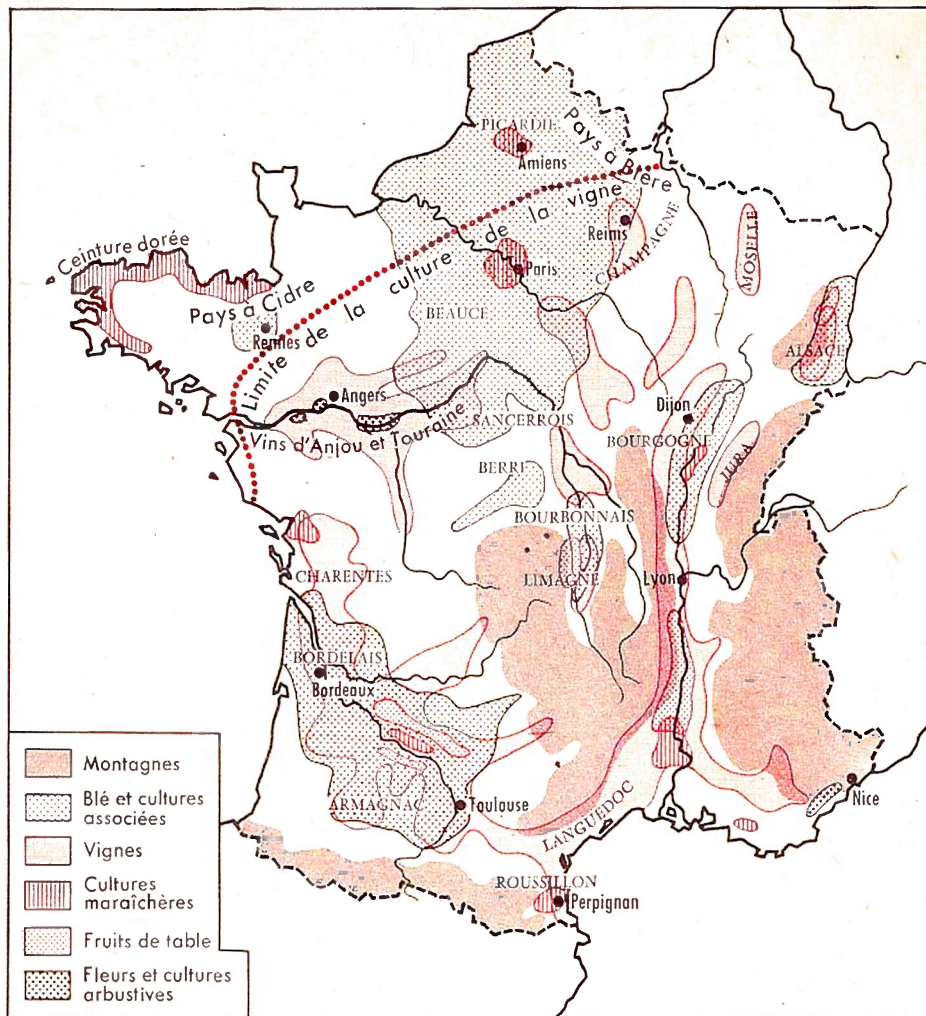 PICARDIE
Amiens
Pays à Bière
Limite de la culture de la vigne
Reims
CHAMPAGNE
MOSELLE
Ceinture dorée
Paris
Pays à Cidre
Rennes
BEAUCE
ALSACE
Angers
Vins d'Anjou et Touraine
SANCERROIS
Dijon
BOURGOGNE
JURA
BERRI
BOURBONNAIS
CHARENTES
LIMAGNE
Lyon
BORDELAIS
Bordeaux
ARMAGNAC
Toulouse
LANGUEDOC
Nice
ROUSSILLON
Perpignan
Montagnes
Blé et cultures
associées
Vignes
Cultures
maraîchères
Fruits de table
Fleurs et cultures
arbustives